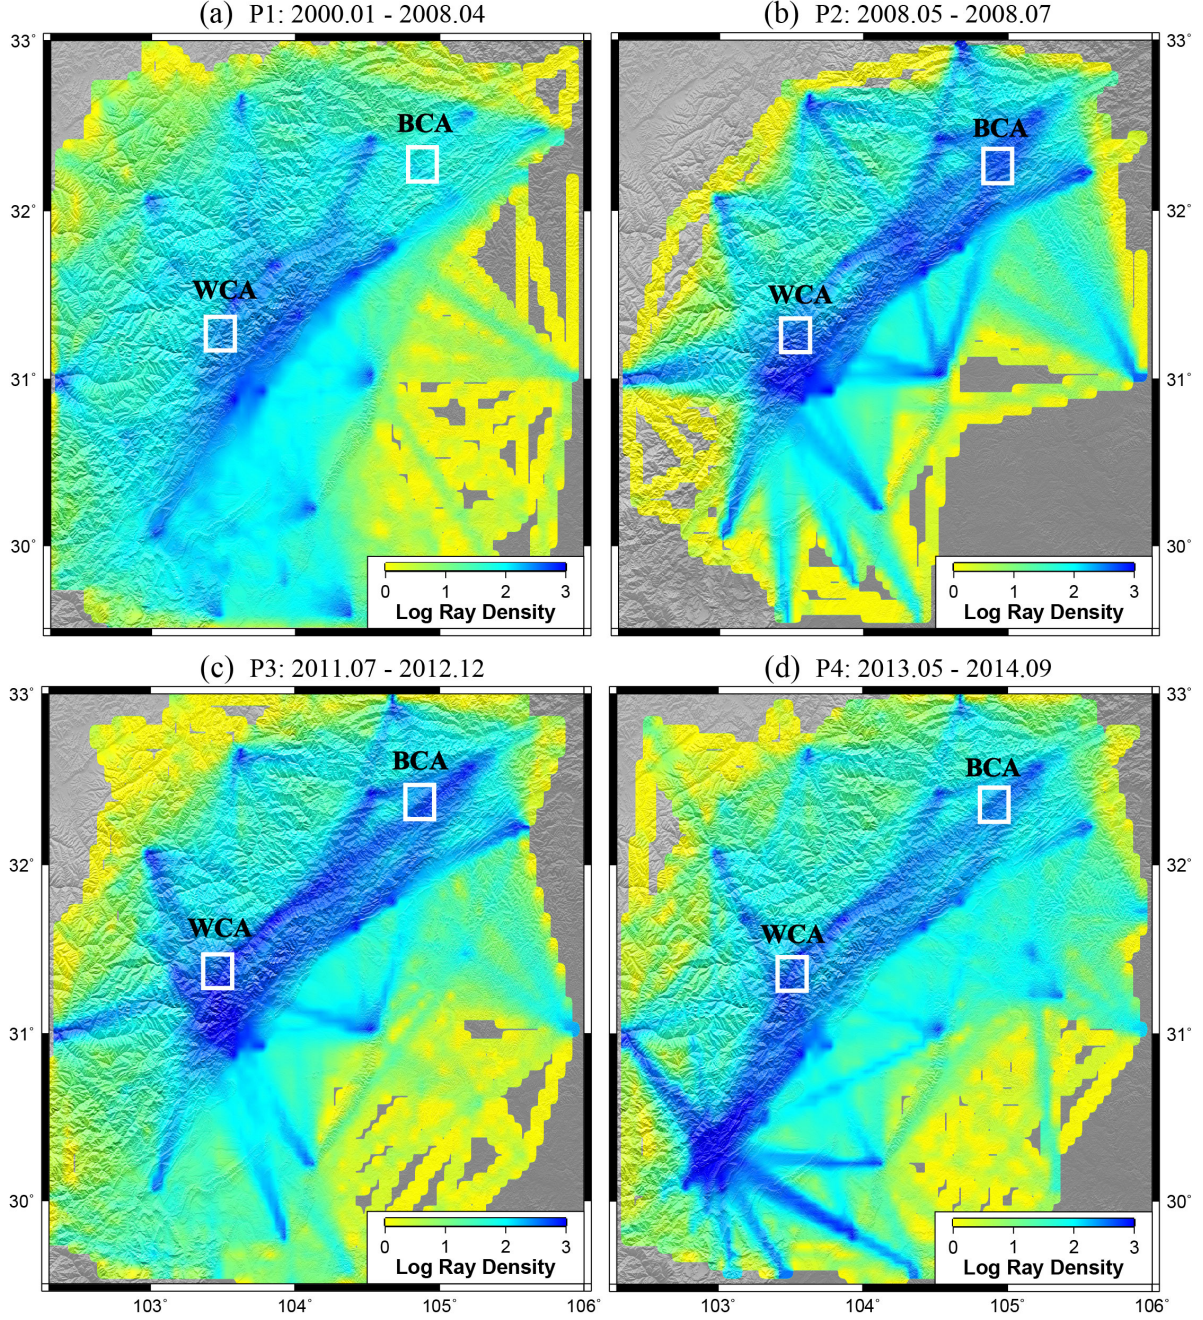 (a) P1: 2000.01 - 2008.04
(b) P2: 2008.05 - 2008.07
33°
33°
BCA
BCA
32°
32°
WCA
WCA
31°
31°
30°
30°
0 1 2 3
Log Ray Density
0 1 2 3
Log Ray Density
(c) P3: 2011.07 - 2012.12
(d) P4: 2013.05 - 2014.09
33°
33°
BCA
BCA
32°
32°
WCA
WCA
31°
31°
30°
30°
0 1 2 3
Log Ray Density
0 1 2 3
Log Ray Density
103° 104° 105° 106°
103° 104° 105° 106°